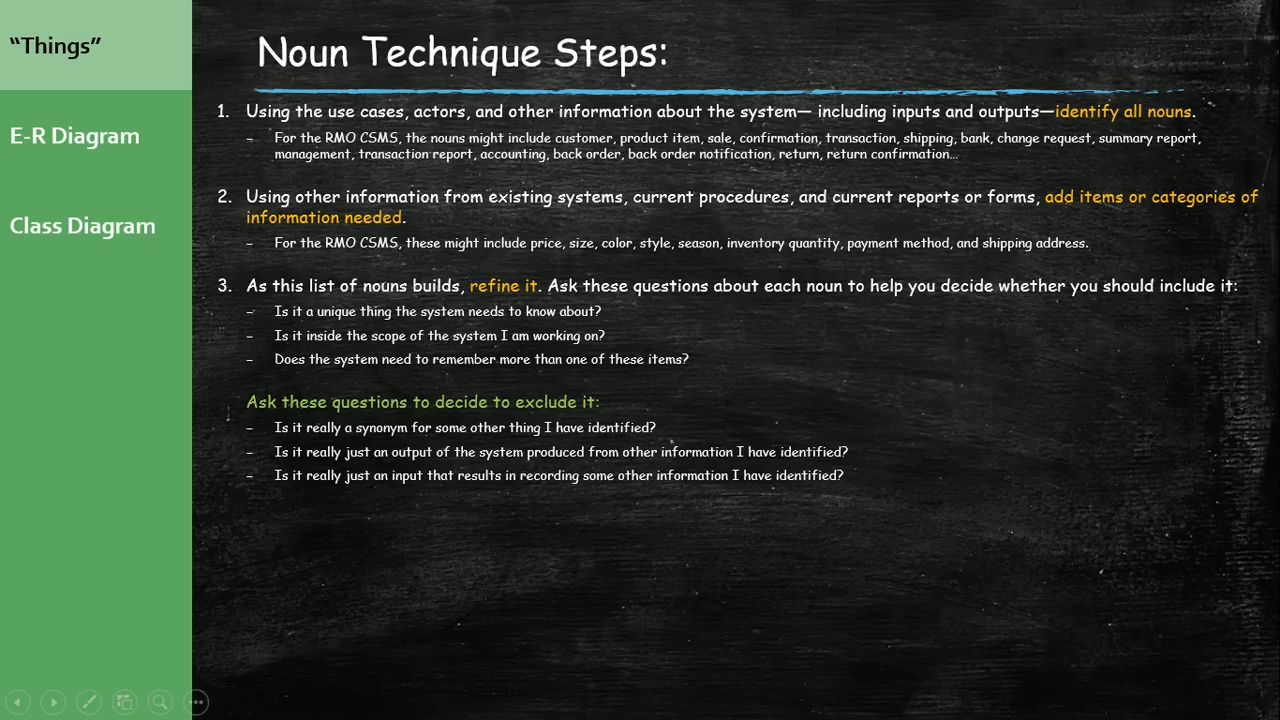 “Things”
E-R Diagram
Class Diagram
Noun Technique Steps:
1. Using the use cases, actors, and other information about the system— including inputs and outputs—identify all nouns.
– For the RMO CSMS, the nouns might include customer, product item, sale, confirmation, transaction, shipping, bank, change request, summary report,
management, transaction report, accounting, back order, back order notification, return, return confirmation…
2. Using other information from existing systems, current procedures, and current reports or forms, add items or categories of
information needed.
– For the RMO CSMS, these might include price, size, color, style, season, inventory quantity, payment method, and shipping address.
3. As this list of nouns builds, refine it. Ask these questions about each noun to help you decide whether you should include it:
– Is it a unique thing the system needs to know about?
– Is it inside the scope of the system I am working on?
– Does the system need to remember more than one of these items?
Ask these questions to decide to exclude it:
– Is it really a synonym for some other thing I have identified?
– Is it really just an output of the system produced from other information I have identified?
– Is it really just an input that results in recording some other information I have identified?